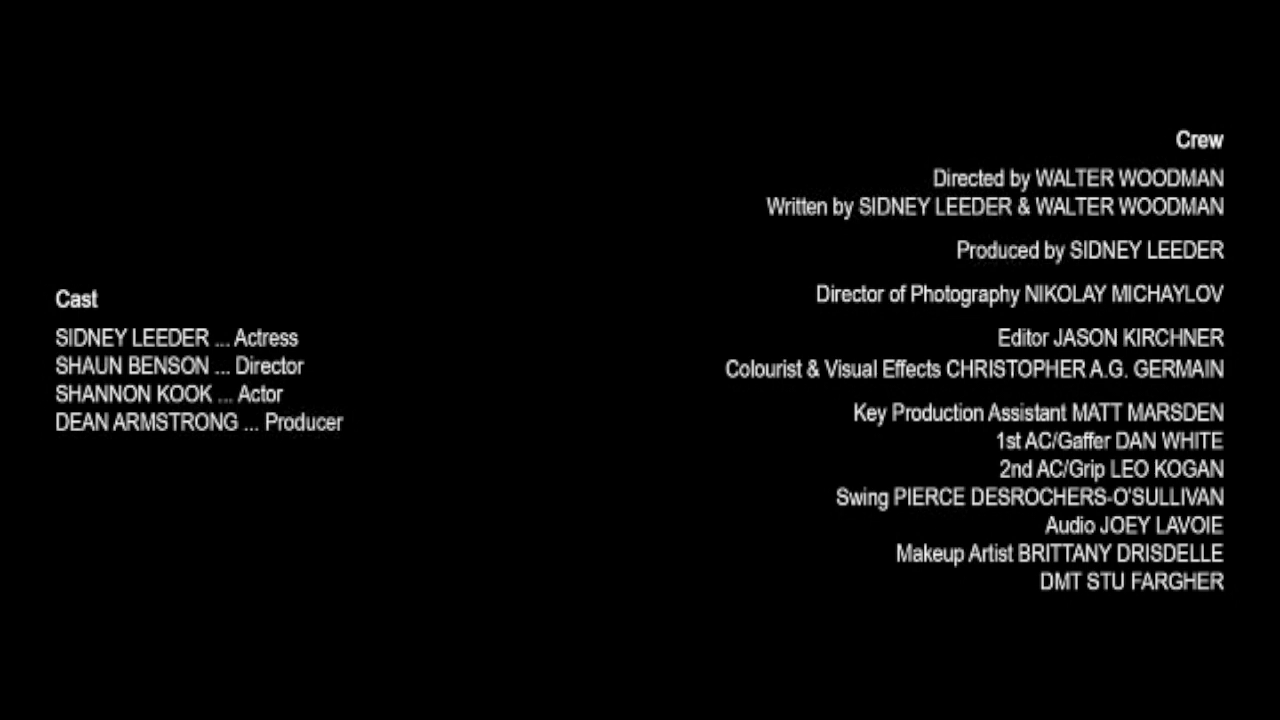 Cast
SIDNEY LEEDER ... Actress
SHAUN BENSON ... Director
SHANNON KOOK ... Actor
DEAN ARMSTRONG ... Producer
Crew
Directed by WALTER WOODMAN
Written by SIDNEY LEEDER & WALTER WOODMAN
Produced by SIDNEY LEEDER
Director of Photography NIKOLAY MICHAYLOV
Editor JASON KIRCHNER
Colourist & Visual Effects CHRISTOPHER A.G. GERMAIN
Key Production Assistant MATT MARSDEN
1st AC/Gaffer DAN WHITE
2nd AC/Grip LEO KOGAN
Swing PIERCE DESROCHERS-O'SULLIVAN
Audio JOEY LAVOIE
Makeup Artist BRITTANY DRISDELLE
DMT STU FARGHER